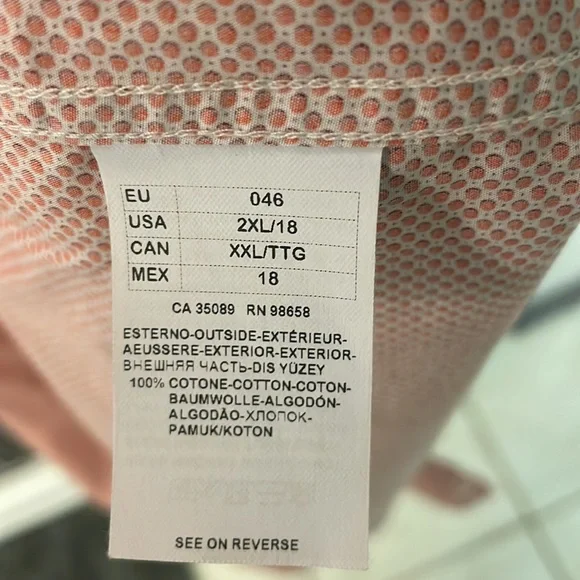 EU 046
USA 2XL/18
CAN XXL/TTG
MEX 18
CA 35089 RN 98658
ESTERNO-OUTSIDE-EXTÉRIEUR-
AEUSSERE-EXTERIOR-EXTERIOR-
ВНЕШНЯЯ ЧАСТЬ-DIS YÜZEY
100% COTONE-COTTON-COTON-
BAUMWOLLE-ALGODÓN-
ALGODÃO-ХЛОПОК-
PAMUK/KOTON
SEE ON REVERSE